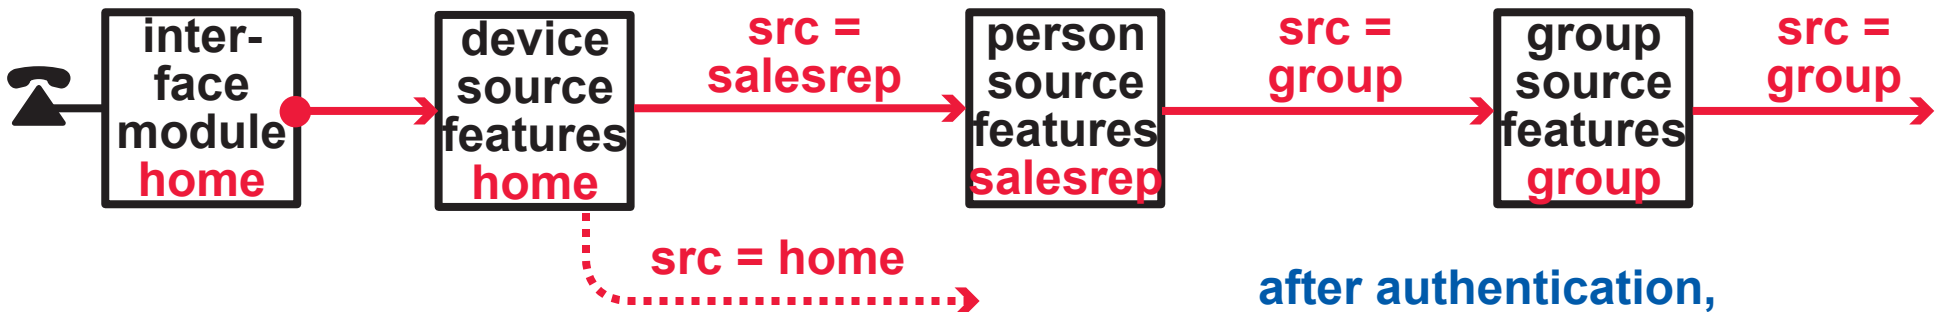 inter-
face
module
home
device
source
features
home
src =
salesrep
person
source
features
salesrep
src =
group
group
source
features
group
src =
group
src = home
after authentication,